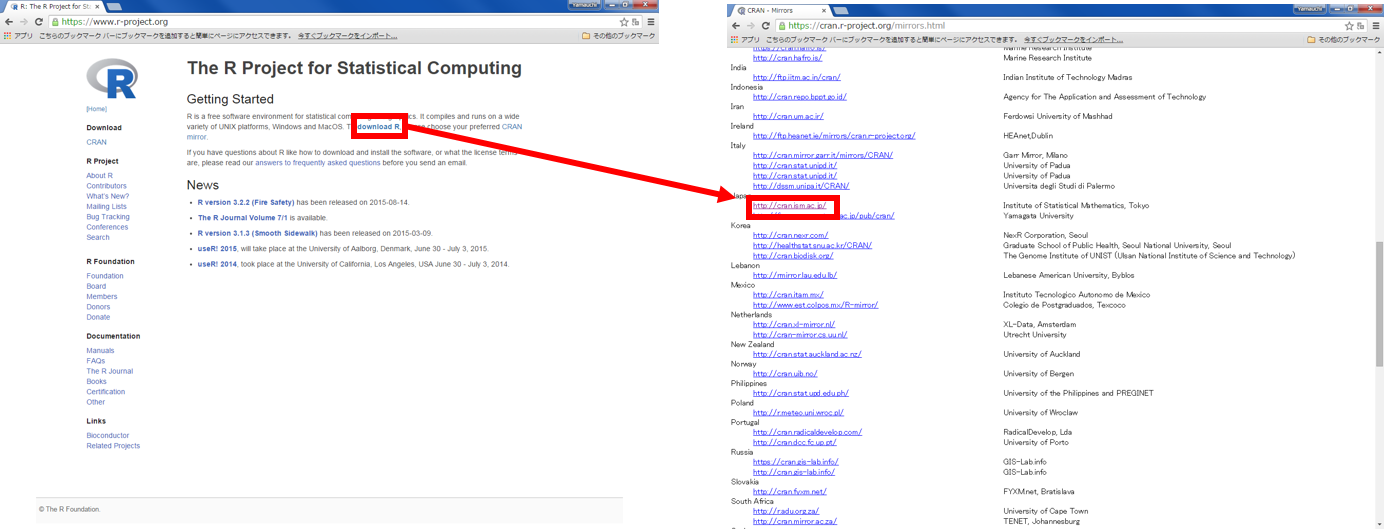 R: The R Project for Sta
Yamauchi
https://www.r-project.org
アプリ こちらのブックマーク バーにブックマークを追加すると簡単にページにアクセスできます。 今すぐブックマークをインポート...
その他のブックマーク
R
[Home]
Download
CRAN
R Project
About R
Contributors
What's New?
Mailing Lists
Bug Tracking
Conferences
Search
R Foundation
Foundation
Board
Members
Donors
Donate
Documentation
Manuals
FAQs
The R Journal
Books
Certification
Other
Links
Bioconductor
Related Projects
The R Project for Statistical Computing
Getting Started
R is a free software environment for statistical com ics. It compiles and runs on a wide
variety of UNIX platforms, Windows and MacOS. T download R, choose your preferred CRAN
mirror.
If you have questions about R like how to download and install the software, or what the license terms
are, please read our answers to frequently asked questions before you send an email.
News
• R version 3.2.2 (Fire Safety) has been released on 2015-08-14.
• The R Journal Volume 7/1 is available.
• R version 3.1.3 (Smooth Sidewalk) has been released on 2015-03-09.
• useR! 2015, will take place at the University of Aalborg, Denmark, June 30 - July 3, 2015.
• useR! 2014, took place at the University of California, Los Angeles, USA June 30 - July 3, 2014.
© The R Foundation.
CRAN - Mirrors
Yamauchi
https://cran.r-project.org/mirrors.html
アプリ こちらのブックマーク バーにブックマークを追加すると簡単にページにアクセスできます。 今すぐブックマークをインポート...
その他のブックマーク
https://cran.hafro.is/ Marine Research Institute
http://cran.hafro.is/ Marine Research Institute
India
http://ftp.iitm.ac.in/cran/ Indian Institute of Technology Madras
Indonesia
http://cran.repo.bppt.go.id/ Agency for The Application and Assessment of Technology
Iran
http://cran.um.ac.ir/ Ferdowsi University of Mashhad
Ireland
http://ftp.heanet.ie/mirrors/cran.r-project.org/ HEAnet,Dublin
Italy
http://cran.mirror.garr.it/mirrors/CRAN/ Garr Mirror, Milano
http://cran.stat.unipd.it/ University of Padua
http://cran.stat.unipd.it/ University of Padua
http://dssm.unipa.it/CRAN/ Universita degli Studi di Palermo
Japan
http://cran.ism.ac.jp/ Institute of Statistical Mathematics, Tokyo
ac.jp/pub/cran/ Yamagata University
Korea
http://cran.nexr.com/ NexR Corporation, Seoul
http://healthstat.snu.ac.kr/CRAN/ Graduate School of Public Health, Seoul National University, Seoul
http://cran.biodisk.org/ The Genome Institute of UNIST (Ulsan National Institute of Science and Technology)
Lebanon
http://rmirror.lau.edu.lb/ Lebanese American University, Byblos
Mexico
http://cran.itam.mx/ Instituto Tecnologico Autonomo de Mexico
http://www.est.colpos.mx/R-mirror/ Colegio de Postgraduados, Texcoco
Netherlands
http://cran.xl-mirror.nl/ XL-Data, Amsterdam
http://cran-mirror.cs.uu.nl/ Utrecht University
New Zealand
http://cran.stat.auckland.ac.nz/ University of Auckland
Norway
http://cran.uib.no/ University of Bergen
Philippines
http://cran.stat.upd.edu.ph/ University of the Philippines and PREGINET
Poland
http://r.meteo.uni.wroc.pl/ University of Wroclaw
Portugal
http://cran.radicaldevelop.com/ RadicalDevelop, Lda
http://cran.dcc.fc.up.pt/ University of Porto
Russia
https://cran.gis-lab.info/ GIS-Lab.info
http://cran.gis-lab.info/ GIS-Lab.info
Slovakia
http://cran.fyxm.net/ FYXM.net, Bratislava
South Africa
http://r.adu.org.za/ University of Cape Town
http://cran.mirror.ac.za/ TENET, Johannesburg